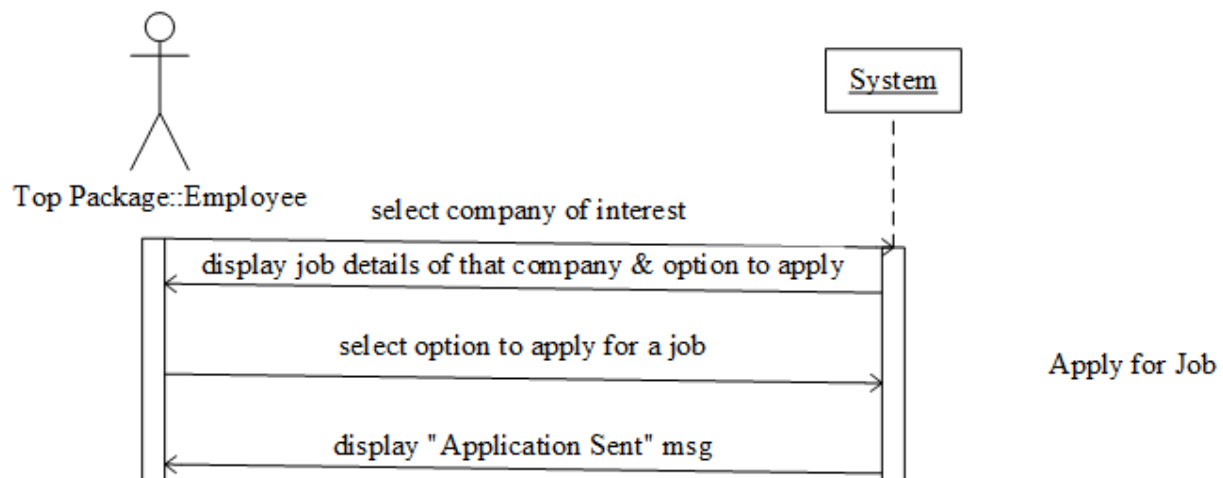 System
Top Package::Employee
select company of interest
display job details of that company & option to apply
select option to apply for a job
Apply for Job
display "Application Sent" msg